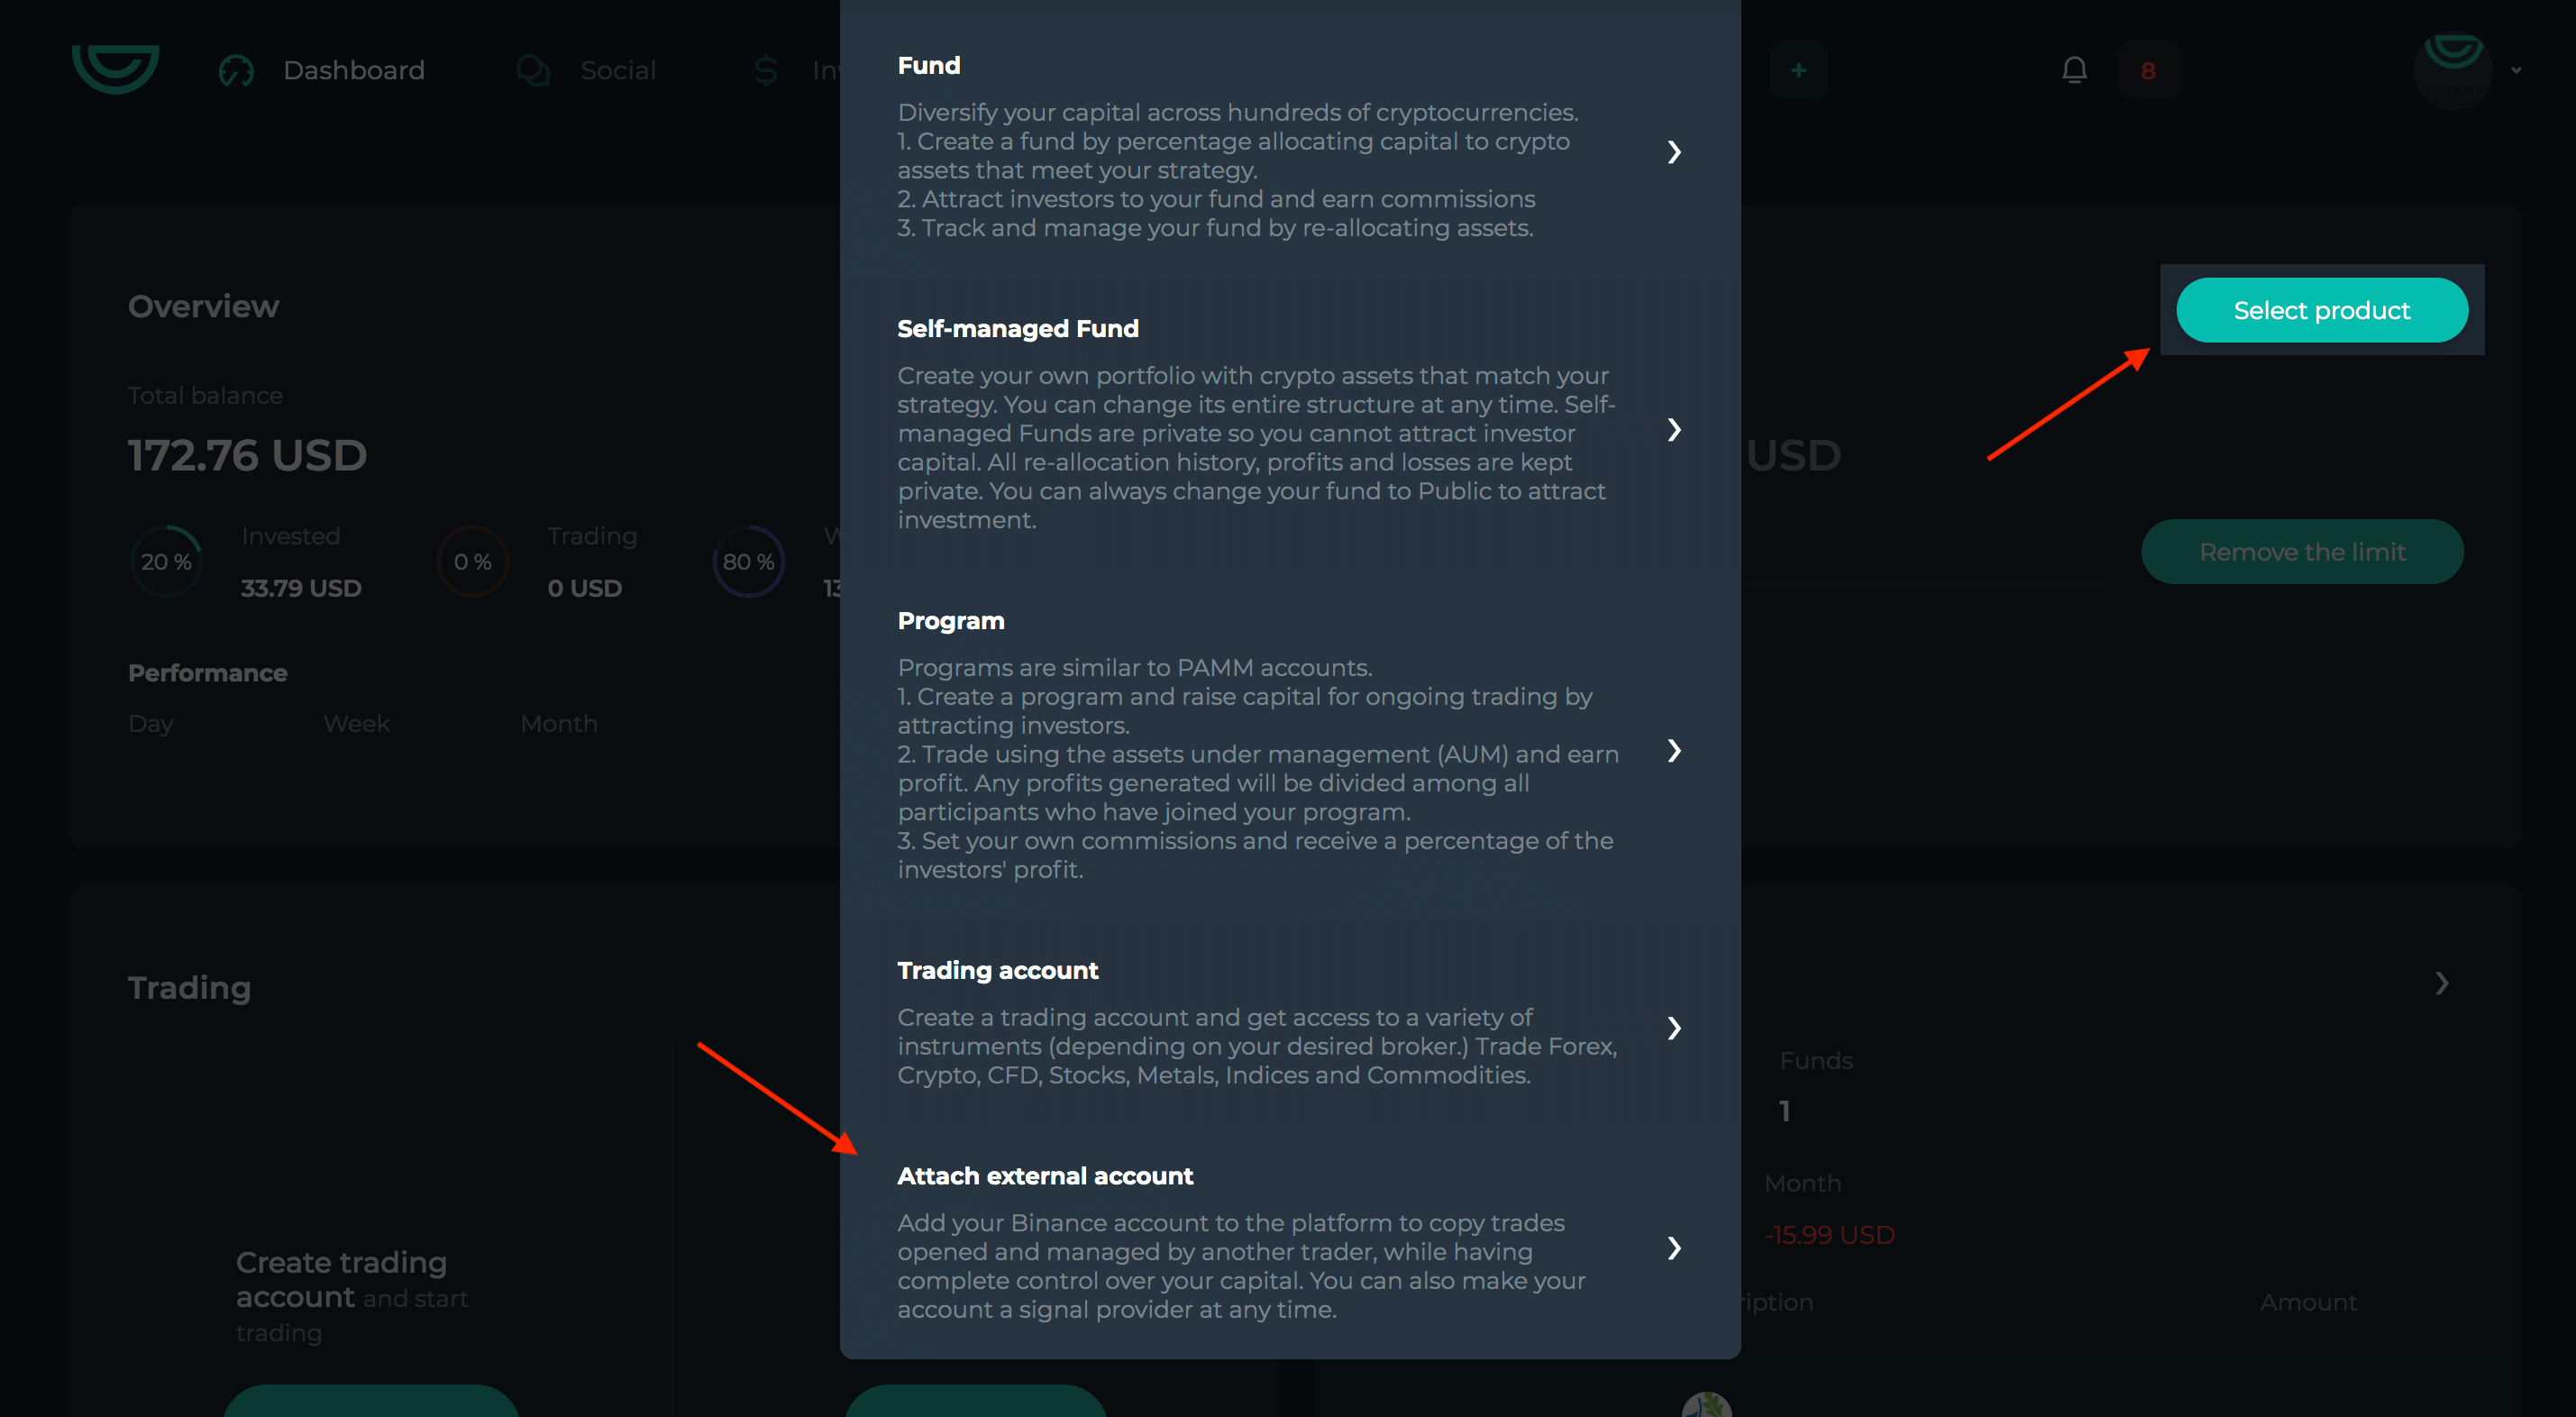 Dashboard
Social
8
Overview
Total balance
172.76 USD
20 %
Invested
33.79 USD
0 %
Trading
0 USD
80 %
Performance
Day
Week
Month
Fund
Diversify your capital across hundreds of cryptocurrencies.
1. Create a fund by percentage allocating capital to crypto
assets that meet your strategy.
2. Attract investors to your fund and earn commissions
3. Track and manage your fund by re-allocating assets.
Self-managed Fund
Create your own portfolio with crypto assets that match your
strategy. You can change its entire structure at any time. Self-
managed Funds are private so you cannot attract investor
capital. All re-allocation history, profits and losses are kept
private. You can always change your fund to Public to attract
investment.
Program
Programs are similar to PAMM accounts.
1. Create a program and raise capital for ongoing trading by
attracting investors.
2. Trade using the assets under management (AUM) and earn
profit. Any profits generated will be divided among all
participants who have joined your program.
3. Set your own commissions and receive a percentage of the
investors' profit.
Trading account
Create a trading account and get access to a variety of
instruments (depending on your desired broker.) Trade Forex,
Crypto, CFD, Stocks, Metals, Indices and Commodities.
Attach external account
Add your Binance account to the platform to copy trades
opened and managed by another trader, while having
complete control over your capital. You can also make your
account a signal provider at any time.
Select product
USD
Remove the limit
Trading
Create trading
account and start
trading
Funds
1
Month
-15.99 USD
Amount